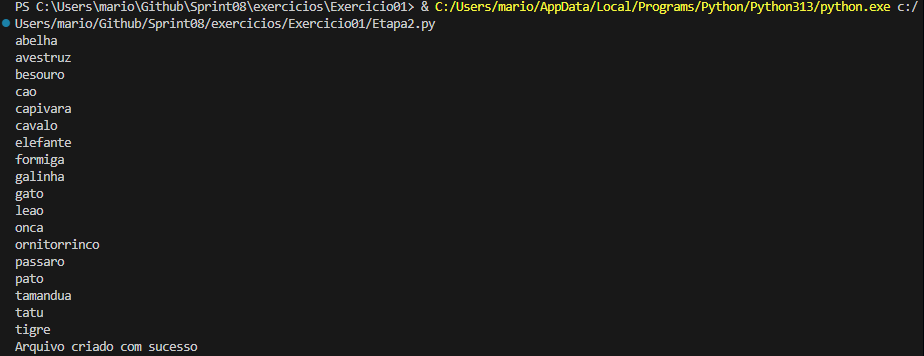 PS C:\Users\mario\Github\Sprint08\exercicios\Exercicio01> & C:/Users/mario/AppData/Local/Programs/Python/Python313/python.exe c:/
Users/mario/Github/Sprint08/exercicios/Exercicio01/Etapa2.py
abelha
avestruz
besouro
cao
capivara
cavalo
elefante
formiga
galinha
gato
leao
onca
ornitorrinco
passaro
pato
tamandua
tatu
tigre
Arquivo criado com sucesso